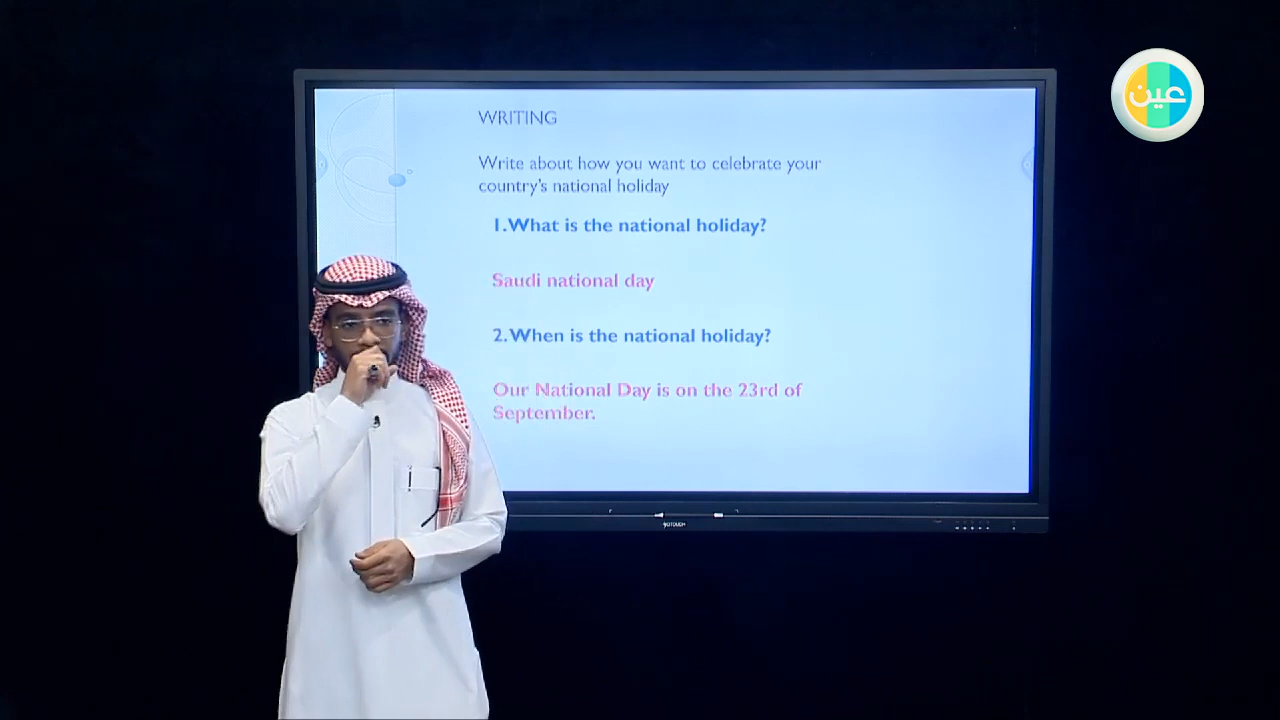 WRITING
Write about how you want to celebrate your
country's national holiday
1.What is the national holiday?
Saudi national day
2.When is the national holiday?
Our National Day is on the 23rd of
September.
عين